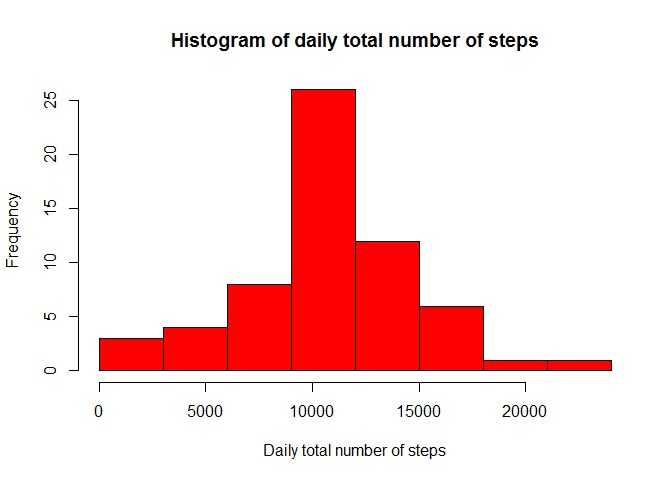 Histogram of daily total number of steps
Frequency
25
20
15
10
5
0
0 5000 10000 15000 20000
Daily total number of steps